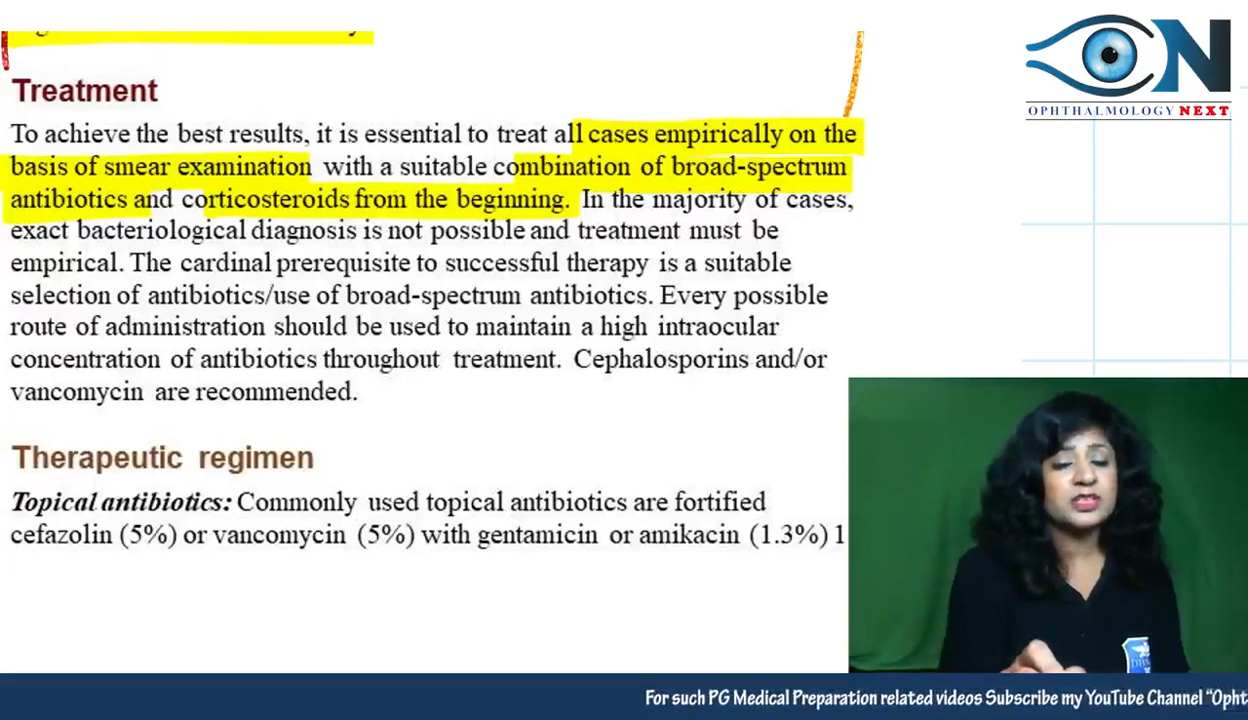 ON
OPHTHALMOLOGY NEXT
Treatment
To achieve the best results, it is essential to treat all cases empirically on the
basis of smear examination with a suitable combination of broad-spectrum
antibiotics and corticosteroids from the beginning. In the majority of cases,
exact bacteriological diagnosis is not possible and treatment must be
empirical. The cardinal prerequisite to successful therapy is a suitable
selection of antibiotics/use of broad-spectrum antibiotics. Every possible
route of administration should be used to maintain a high intraocular
concentration of antibiotics throughout treatment. Cephalosporins and/or
vancomycin are recommended.
Therapeutic regimen
Topical antibiotics: Commonly used topical antibiotics are fortified
cefazolin (5%) or vancomycin (5%) with gentamicin or amikacin (1.3%) 1
For such PG Medical Preparation related videos Subscribe my YouTube Channel "Opht